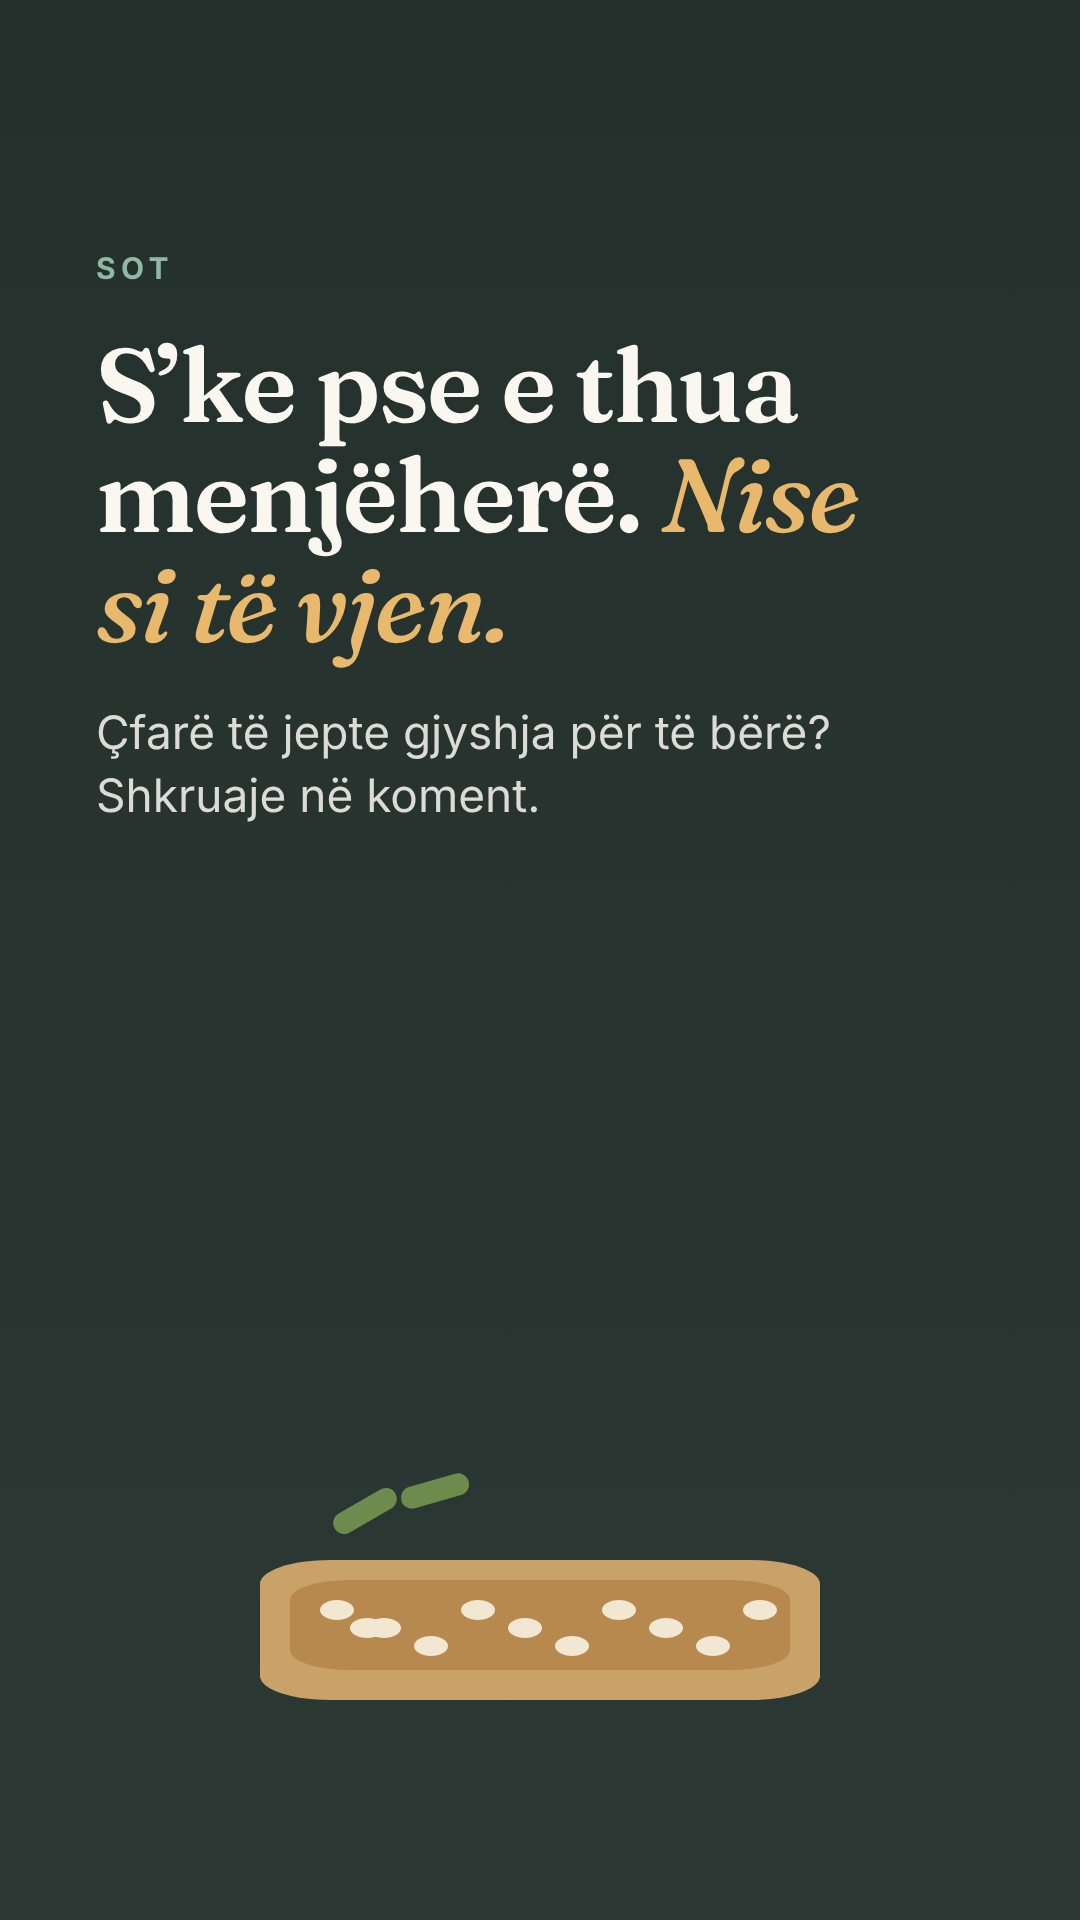 SOT
S’ke pse e thua
menjëherë. Nise
si të vjen.
Çfarë të jepte gjyshja për të bërë?
Shkruaje në koment.